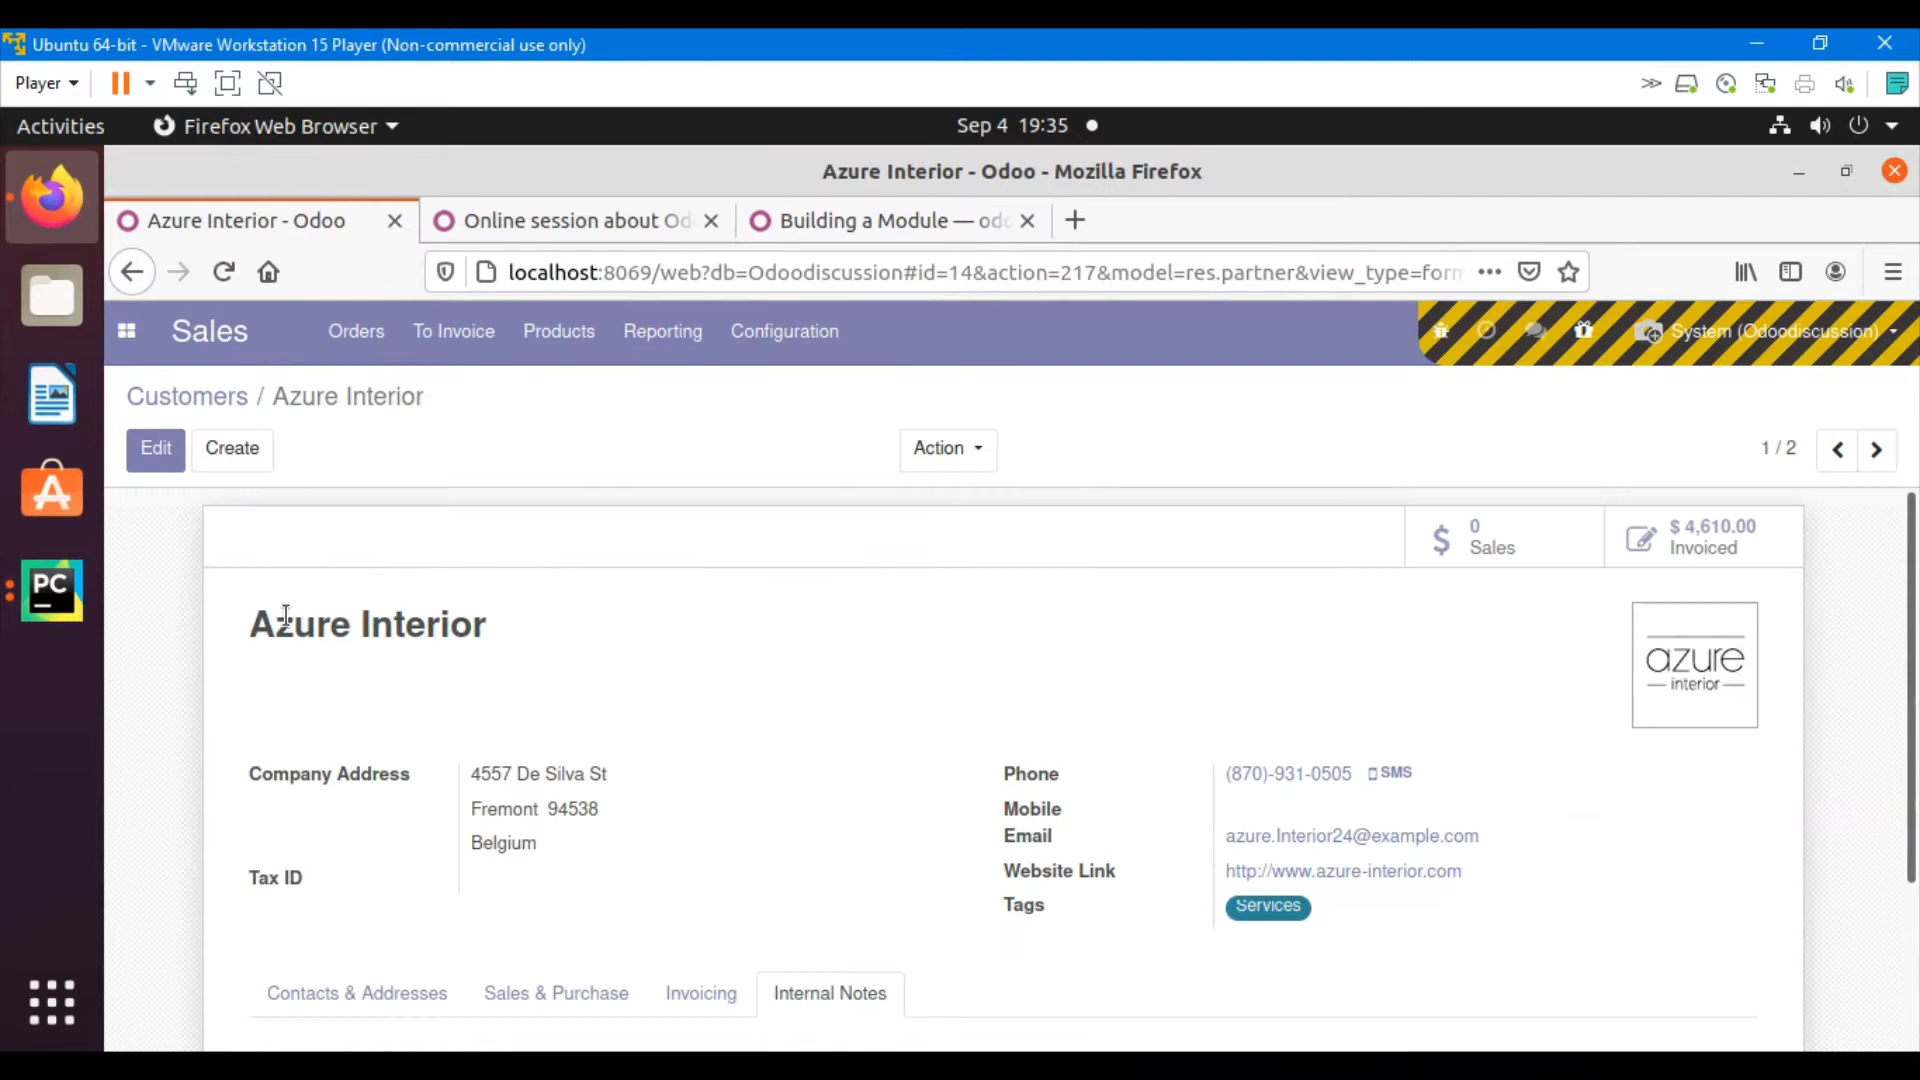 Ubuntu 64-bit - VMware Workstation 15 Player (Non-commercial use only)
Player
Activities
Firefox Web Browser
Sep 4 19:35
Azure Interior - Odoo - Mozilla Firefox
Azure Interior - Odoo
Online session about Od
Building a Module — odo
localhost:8069/web?db=Odoodiscussion#id=14&action=217&model=res.partner&view_type=form
Sales
Orders
To Invoice
Products
Reporting
Configuration
System (Odoodiscussion)
Customers / Azure Interior
Edit
Create
Action
1 / 2
0
Sales
$ 4,610.00
Invoiced
Azure Interior
azure
interior
Company Address
4557 De Silva St
Fremont 94538
Belgium
Tax ID
Phone
(870)-931-0505
SMS
Mobile
Email
azure.Interior24@example.com
Website Link
http://www.azure-interior.com
Tags
Services
Contacts & Addresses
Sales & Purchase
Invoicing
Internal Notes
PC